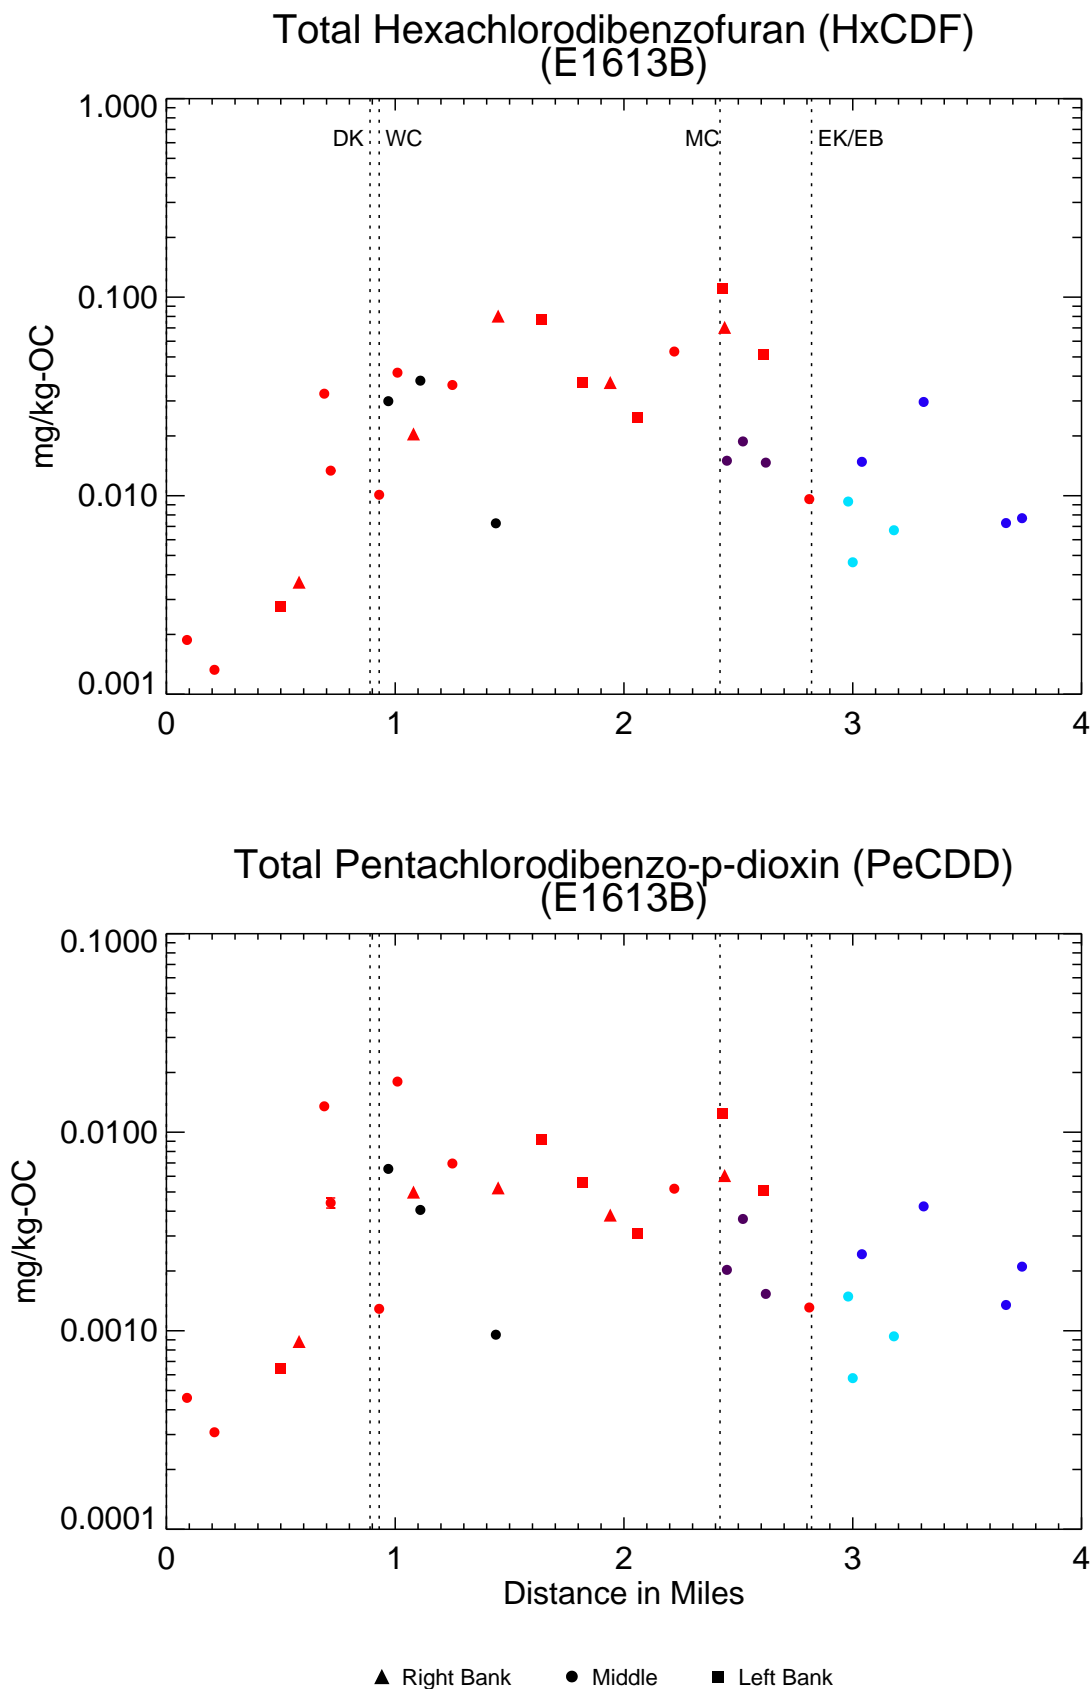 Total Hexachlorodibenzofuran (HxCDF)
(E1613B)
1.000
DK WC MC EK/EB
0.100
mg/kg-OC
0.010
0.001
0 1 2 3 4
Total Pentachlorodibenzo-p-dioxin (PeCDD)
(E1613B)
0.1000
0.0100
mg/kg-OC
0.0010
0.0001
0 1 2 3 4
Distance in Miles
Right Bank Middle Left Bank